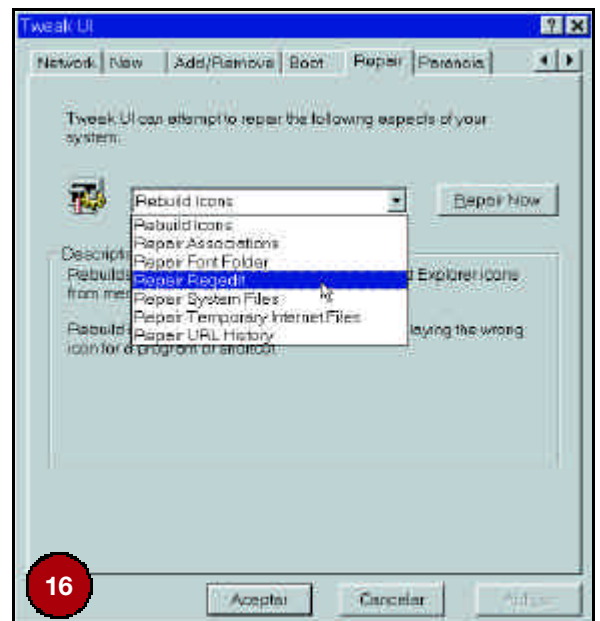 Tweak UI
Network New Add/Remove Boot Repair Paranoia
Tweak UI can attempt to repair the following aspects of your
system.
Rebuild Icons
Repair Now
Rebuild Icons
Repair Associations
Repair Font Folder
Repair Regedit
Repair System Files
Repair Temporary Internet Files
Repair URL History
Explorer icons
from
laying the wrong
icon for a program or shortcut
16
Aceptar Cancelar